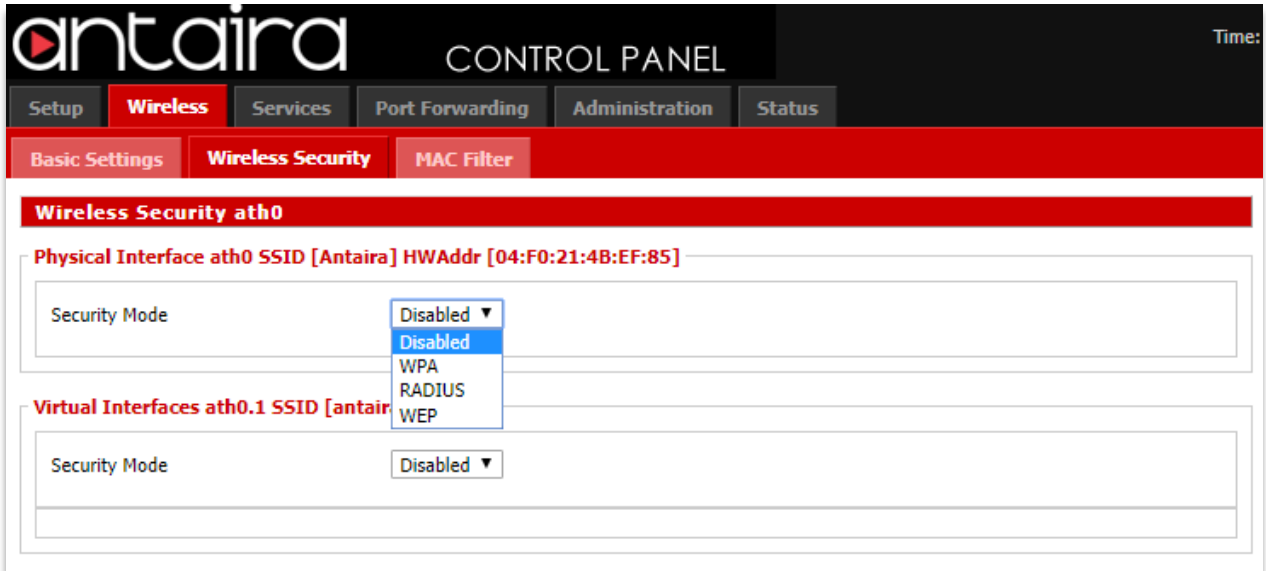 antaira
CONTROL PANEL
Time:
Setup Wireless Services Port Forwarding Administration Status
Basic Settings Wireless Security MAC Filter
Wireless Security ath0
Physical Interface ath0 SSID [Antaira] HWAddr [04:F0:21:4B:EF:85]
Security Mode Disabled
Disabled
WPA
RADIUS
WEP
Virtual Interfaces ath0.1 SSID [antair
Security Mode Disabled